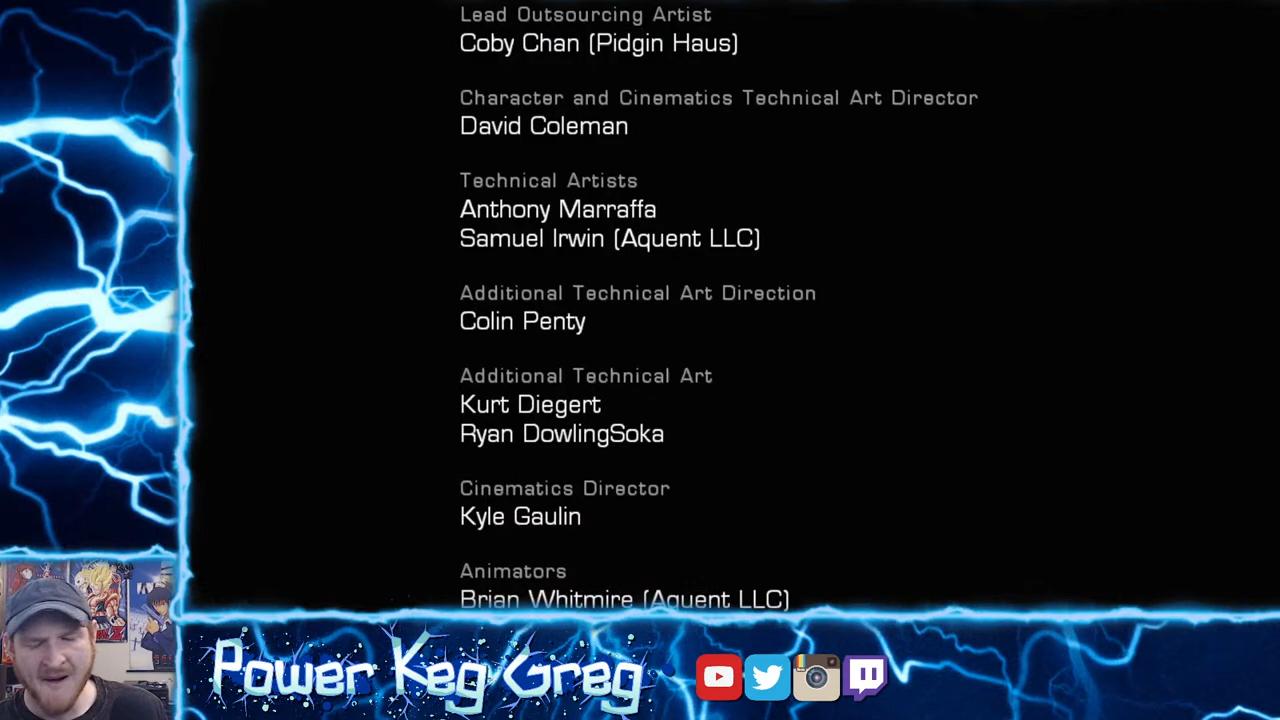 Lead Outsourcing Artist
Coby Chan (Pidgin Haus)
Character and Cinematics Technical Art Director
David Coleman
Technical Artists
Anthony Marraffa
Samuel Irwin (Aquent LLC)
Additional Technical Art Direction
Colin Penty
Additional Technical Art
Kurt Diegert
Ryan DowlingSoka
Cinematics Director
Kyle Gaulin
Animators
Brian Whitmire (Aquent LLC)
Power Keg Greg